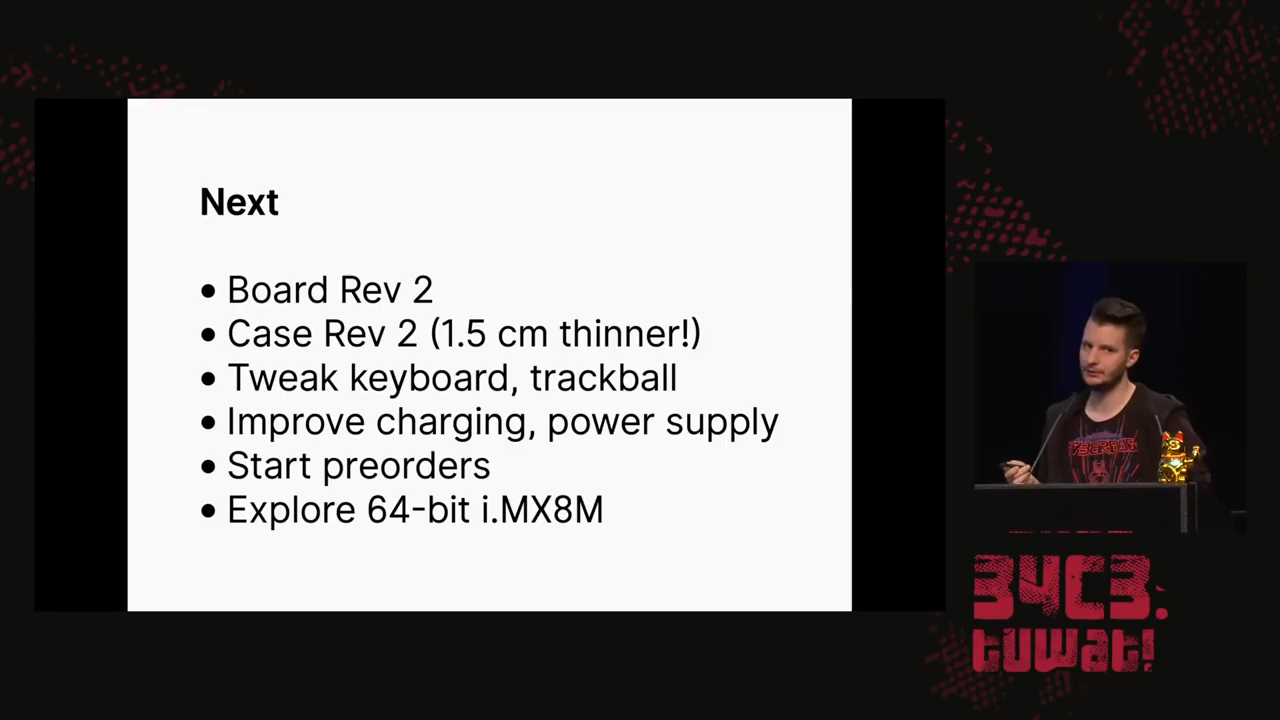 Next
• Board Rev 2
• Case Rev 2 (1.5 cm thinner!)
• Tweak keyboard, trackball
• Improve charging, power supply
• Start preorders
• Explore 64-bit i.MX8M
34C3.
tuwat!